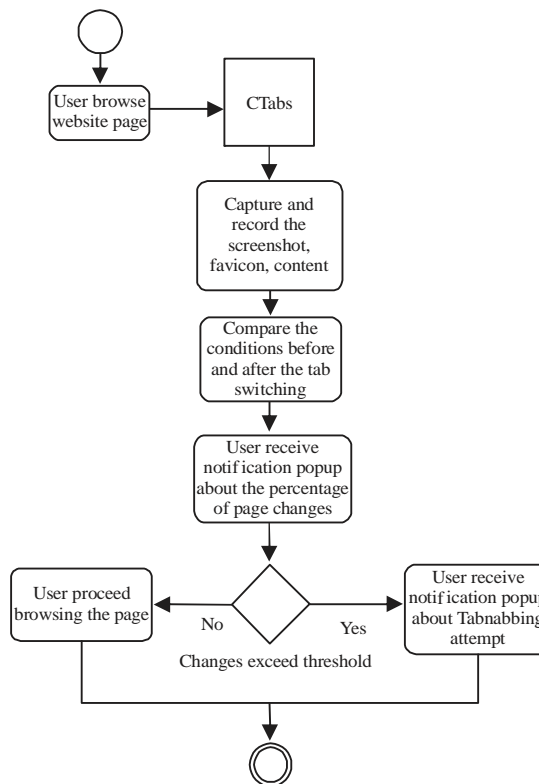 User browse
website page
CTabs
Capture and
record the
screenshot,
favicon, content
Compare the
conditions before
and after the tab
switching
User receive
notification popup
about the percentage
of page changes
User proceed
browsing the page
No
Yes
User receive
notification popup
about Tabnabbing
attempt
Changes exceed threshold